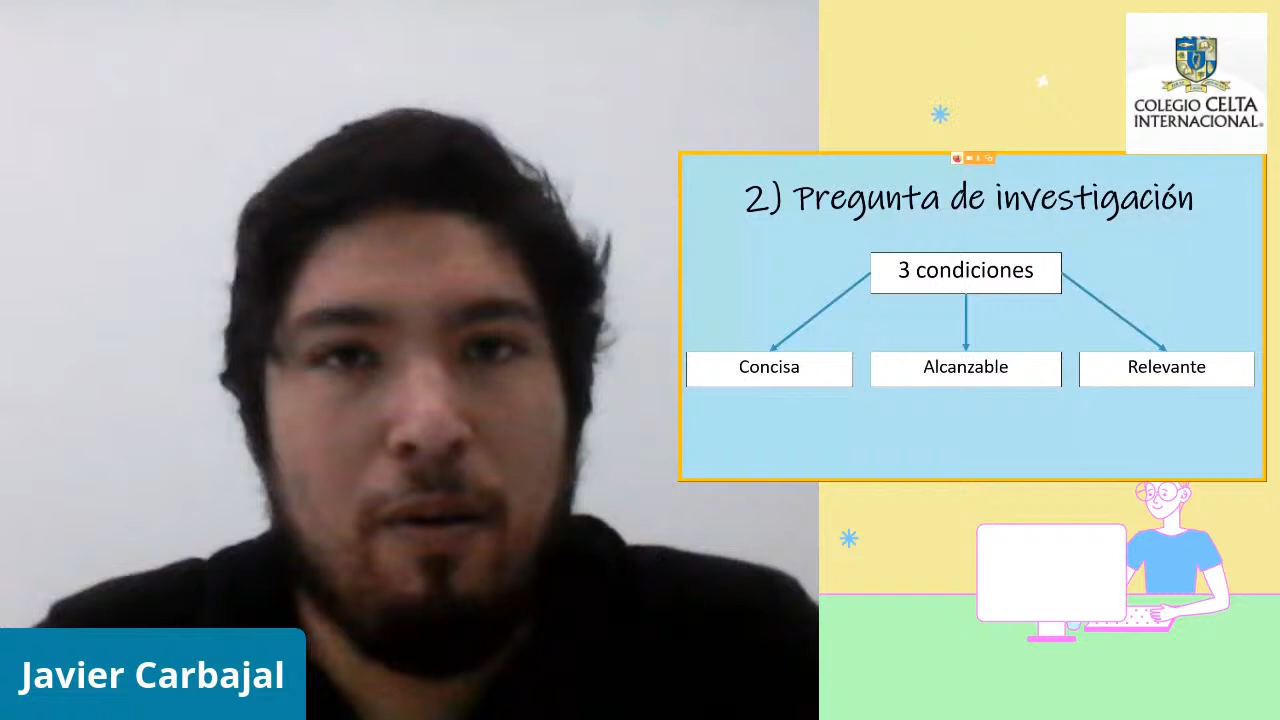 COLEGIO CELTA
INTERNACIONAL®
2) Pregunta de investigación
3 condiciones
Concisa
Alcanzable
Relevante
Javier Carbajal